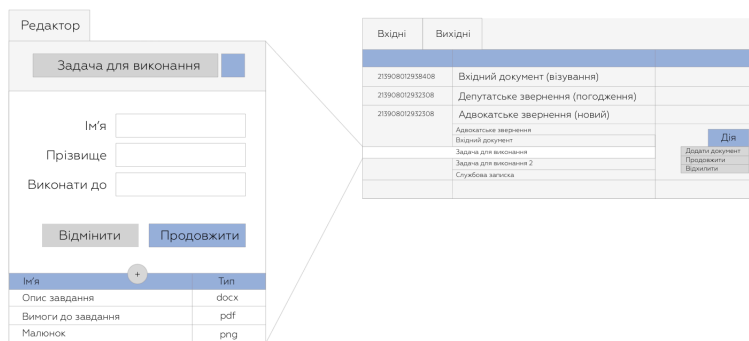 Редактор
Задача для виконання
Ім'я
Прізвище
Виконати до
Відмінити Продовжити
+
Ім'я Тип
Опис завдання docx
Вимоги до завдання pdf
Малюнок png
Вхідні Вихідні
213908012938408 Вхідний документ (візування)
213908012932308 Депутатське звернення (погодження)
213908012932308 Адвокатське звернення (новий)
Адвокатське звернення
Вхідний документ
Задача для виконання
Задача для виконання 2
Службова записка
Дія
Додати документ
Продовжити
Відхилити